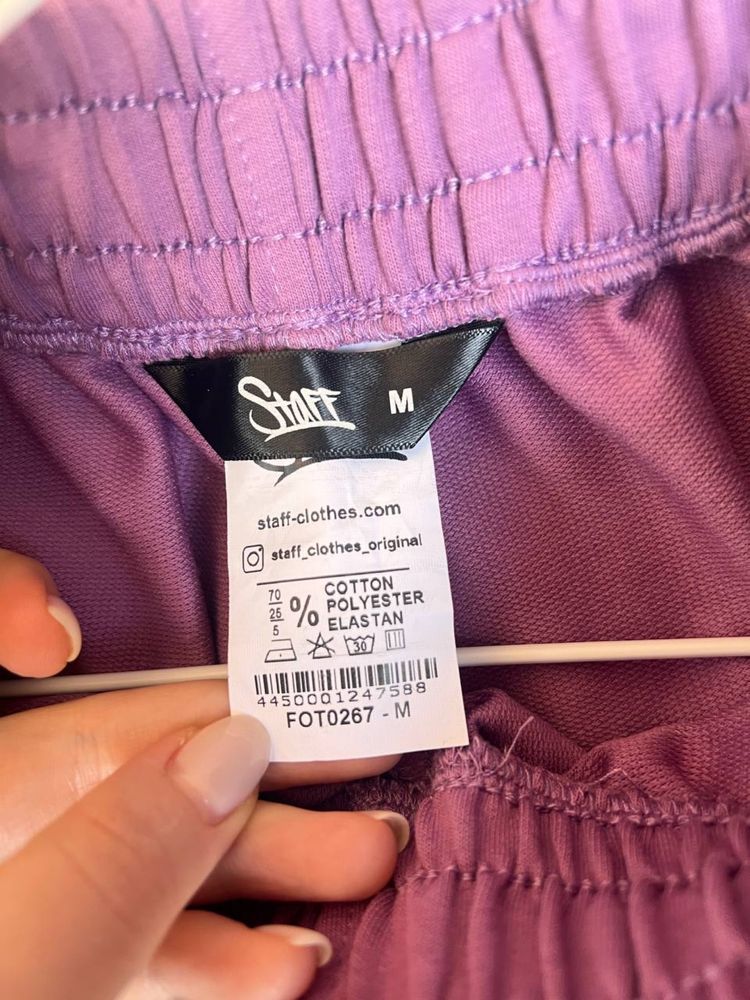 Staff M
staff-clothes.com
staff_clothes_original
70 COTTON
25 % POLYESTER
5 ELASTAN
30
4450001247588
FOT0267 - M